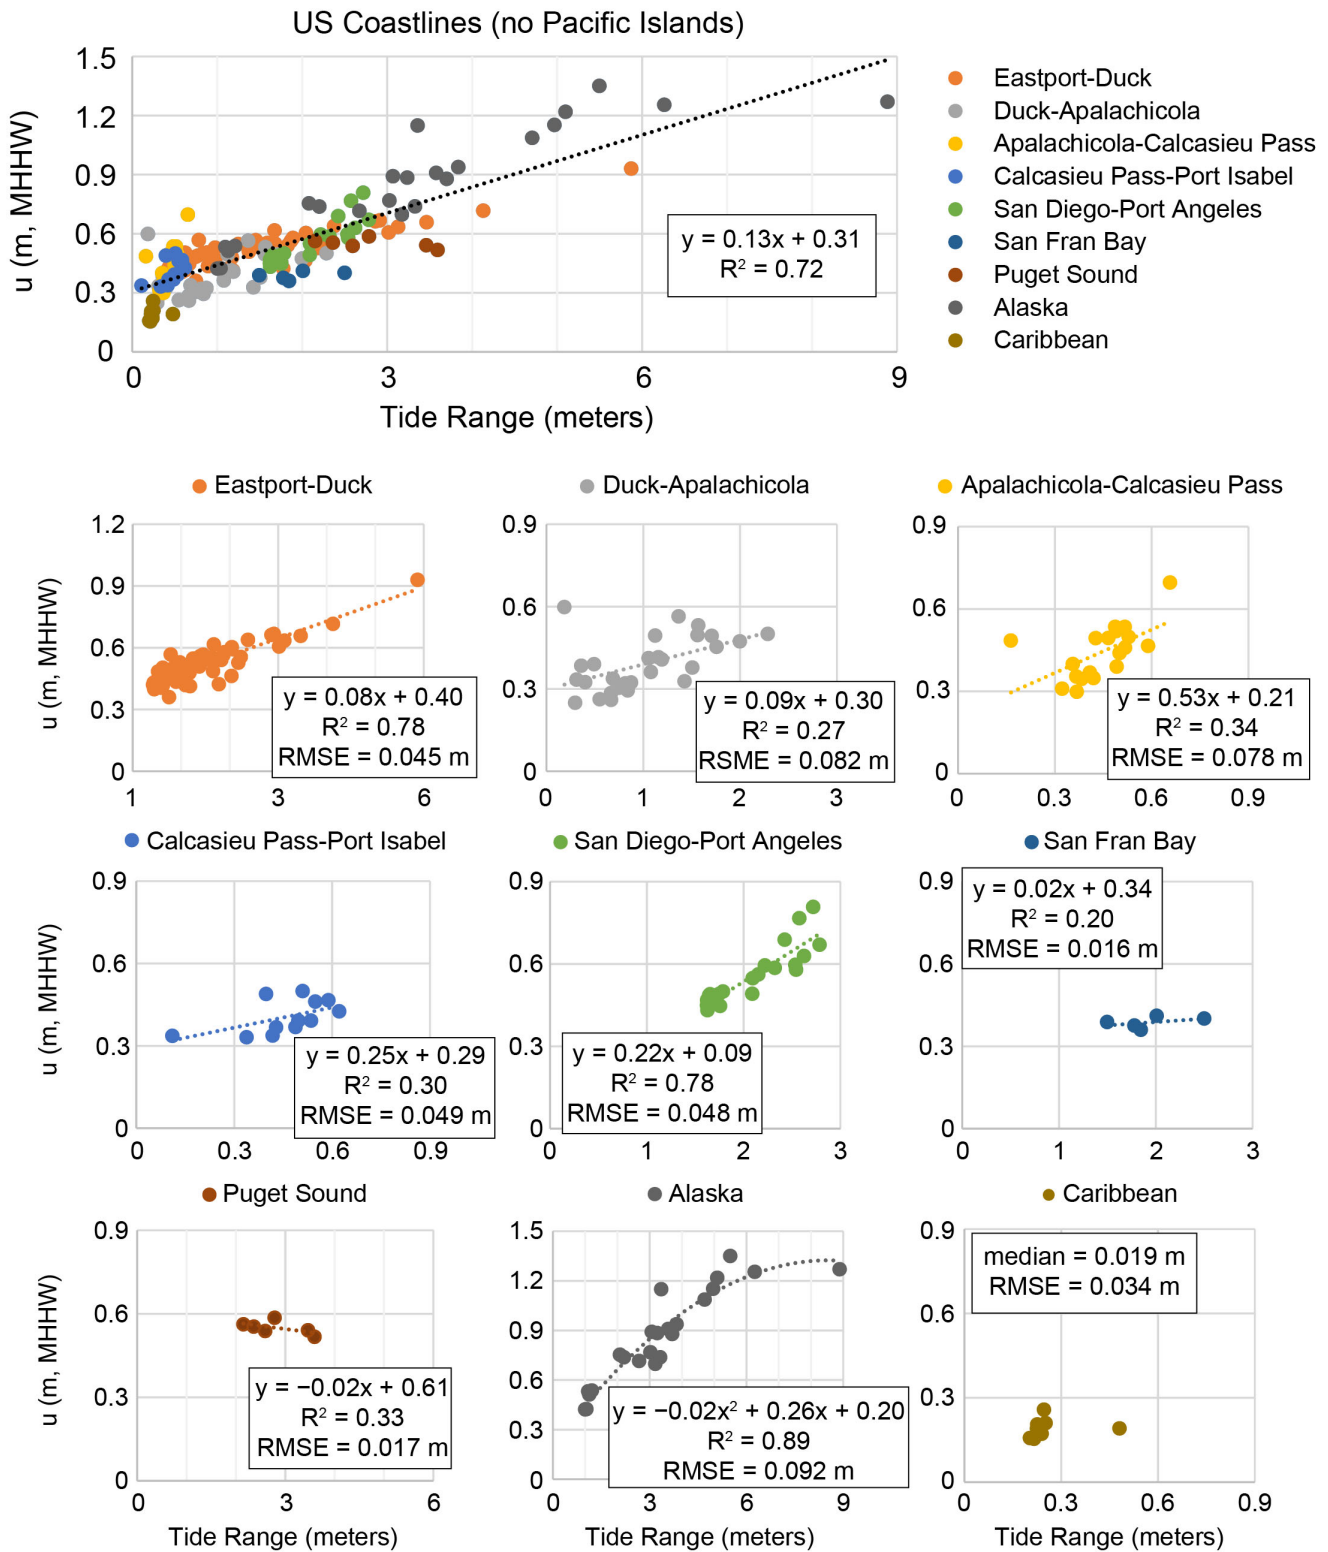 US Coastlines (no Pacific Islands)
u (m, MHHW)
1.5
1.2
0.9
0.6
0.3
0
0 3 6 9
Tide Range (meters)
y = 0.13x + 0.31
R² = 0.72
Eastport-Duck
Duck-Apalachicola
Apalachicola-Calcasieu Pass
Calcasieu Pass-Port Isabel
San Diego-Port Angeles
San Fran Bay
Puget Sound
Alaska
Caribbean
Eastport-Duck
u (m, MHHW)
1.2
0.9
0.6
0.3
0
1 3 6
y = 0.08x + 0.40
R² = 0.78
RMSE = 0.045 m
Duck-Apalachicola
0.9
0.6
0.3
0
0 1 2 3
y = 0.09x + 0.30
R² = 0.27
RSME = 0.082 m
Apalachicola-Calcasieu Pass
0.9
0.6
0.3
0
0 0.3 0.6 0.9
y = 0.53x + 0.21
R² = 0.34
RMSE = 0.078 m
Calcasieu Pass-Port Isabel
u (m, MHHW)
0.9
0.6
0.3
0
0 0.3 0.6 0.9
y = 0.25x + 0.29
R² = 0.30
RMSE = 0.049 m
San Diego-Port Angeles
0.9
0.6
0.3
0
0 1 2 3
y = 0.22x + 0.09
R² = 0.78
RMSE = 0.048 m
San Fran Bay
0.9
0.6
0.3
0
0 1 2 3
y = 0.02x + 0.34
R² = 0.20
RMSE = 0.016 m
Puget Sound
u (m, MHHW)
0.9
0.6
0.3
0
0 3 6
Tide Range (meters)
y = −0.02x + 0.61
R² = 0.33
RMSE = 0.017 m
Alaska
1.5
1.2
0.9
0.6
0.3
0
0 3 6 9
Tide Range (meters)
y = −0.02x² + 0.26x + 0.20
R² = 0.89
RMSE = 0.092 m
Caribbean
0.9
0.6
0.3
0
0 0.3 0.6 0.9
Tide Range (meters)
median = 0.019 m
RMSE = 0.034 m